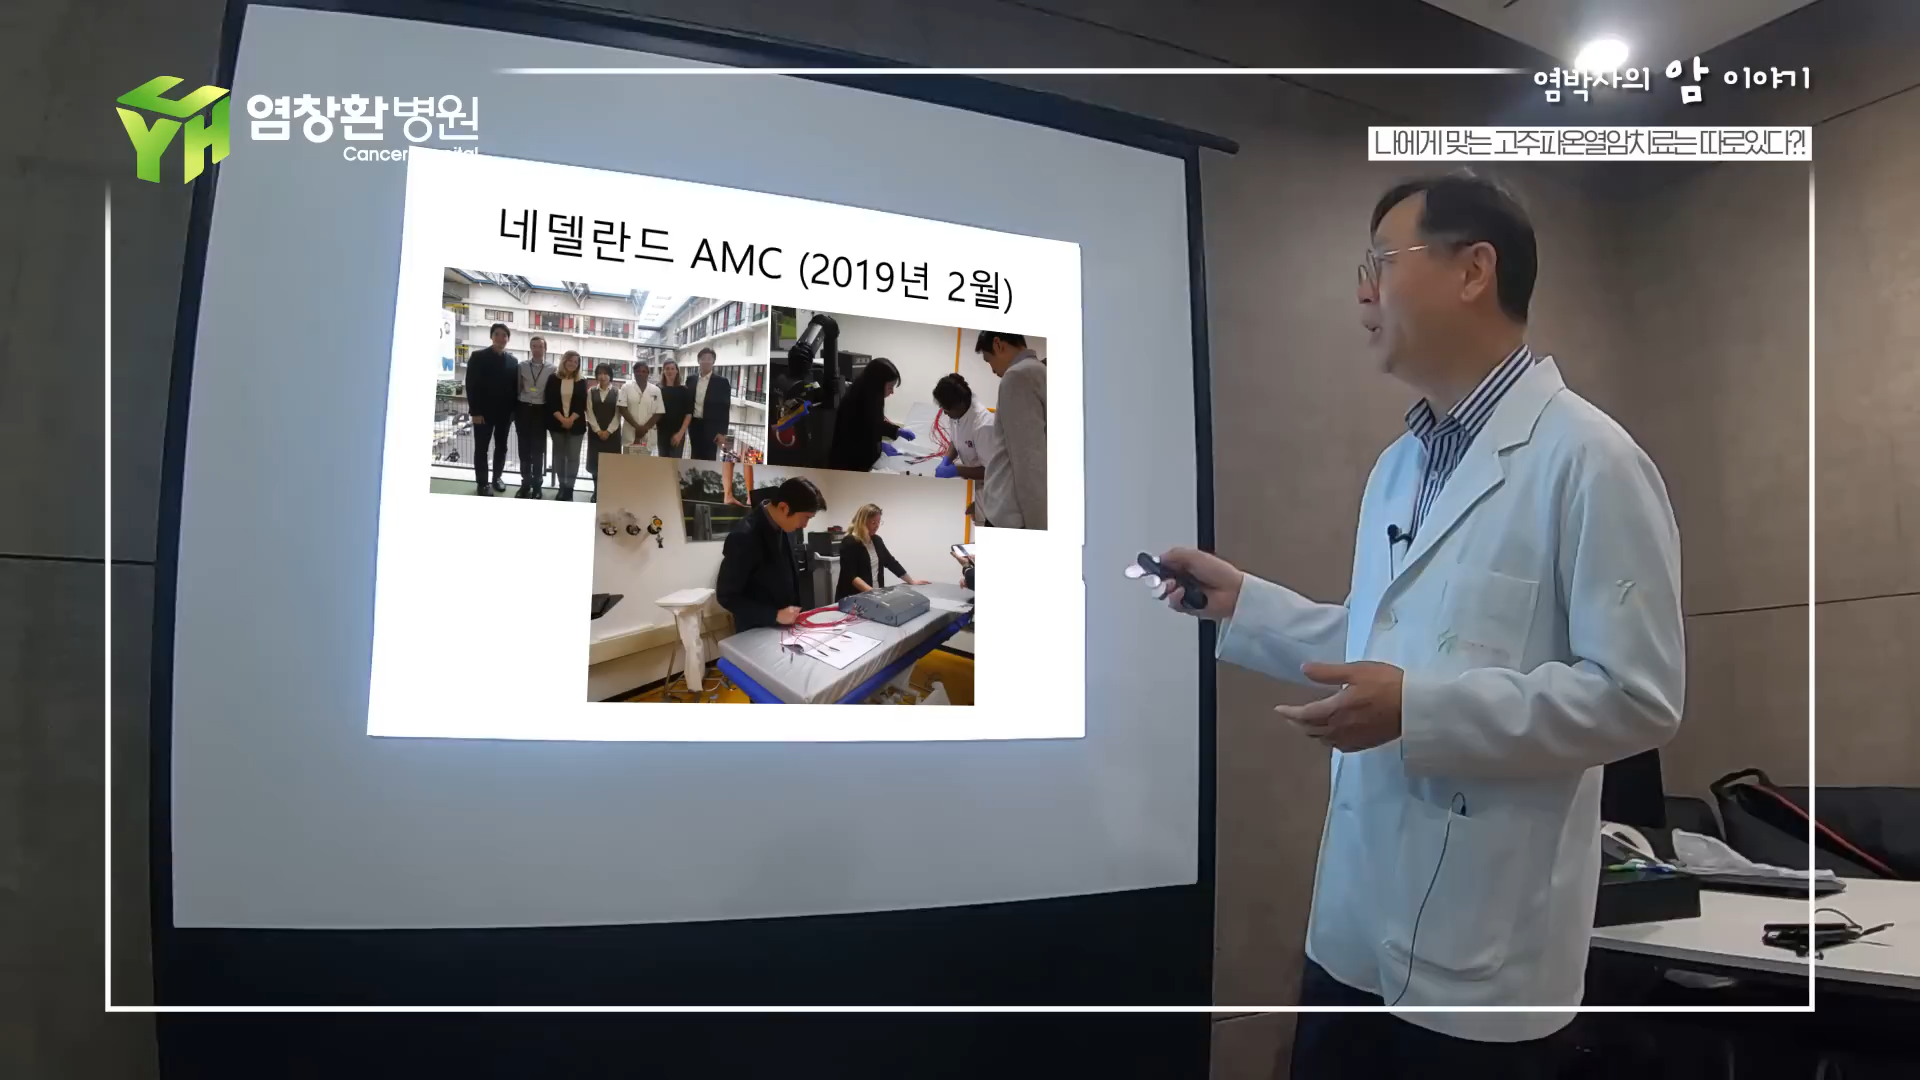 YH
염창환병원
Cancer
염박사의 암 이야기
나에게 맞는 고주파온열암치료는 따로있다?!
네델란드 AMC (2019년 2월)